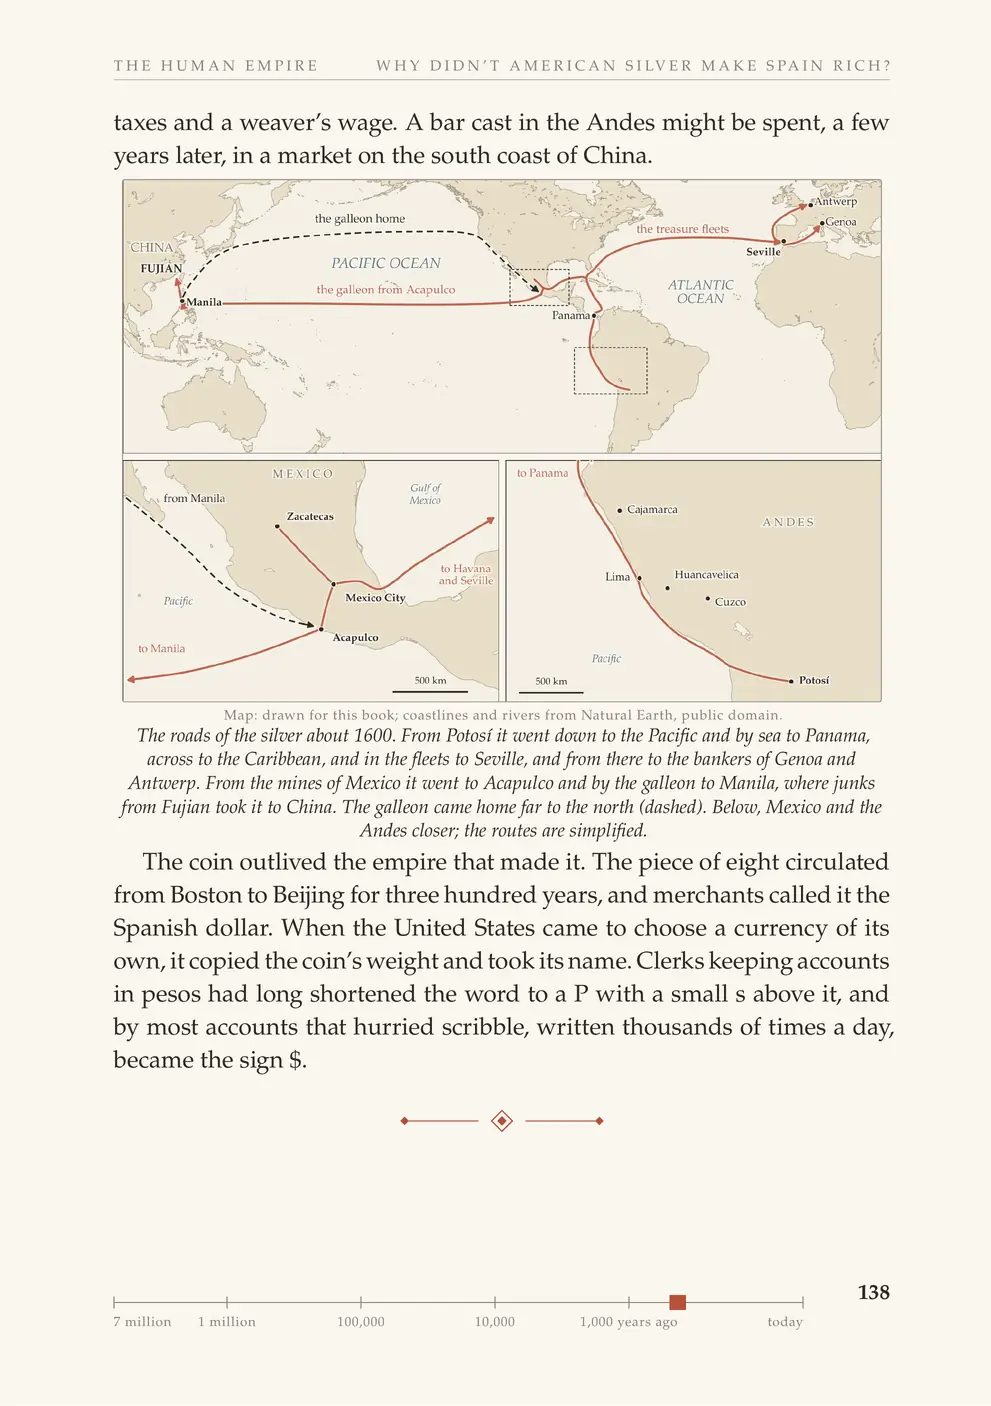 THE HUMAN EMPIRE
WHY DIDN'T AMERICAN SILVER MAKE SPAIN RICH?
taxes and a weaver's wage. A bar cast in the Andes might be spent, a few
years later, in a market on the south coast of China.
the galleon home
CHINA
FUJIAN
PACIFIC OCEAN
the galleon from Acapulco
Manila
Panama
the treasure fleets
Antwerp
Genoa
Seville
ATLANTIC
OCEAN
MEXICO
from Manila
Gulf of
Mexico
Zacatecas
to Havana
and Seville
Mexico City
Pacific
Acapulco
to Manila
500 km
to Panama
Cajamarca
ANDES
Lima
Huancavelica
Cuzco
Pacific
Potosí
500 km
Map: drawn for this book; coastlines and rivers from Natural Earth, public domain.
The roads of the silver about 1600. From Potosí it went down to the Pacific and by sea to Panama,
across to the Caribbean, and in the fleets to Seville, and from there to the bankers of Genoa and
Antwerp. From the mines of Mexico it went to Acapulco and by the galleon to Manila, where junks
from Fujian took it to China. The galleon came home far to the north (dashed). Below, Mexico and the
Andes closer; the routes are simplified.
The coin outlived the empire that made it. The piece of eight circulated
from Boston to Beijing for three hundred years, and merchants called it the
Spanish dollar. When the United States came to choose a currency of its
own, it copied the coin's weight and took its name. Clerks keeping accounts
in pesos had long shortened the word to a P with a small s above it, and
by most accounts that hurried scribble, written thousands of times a day,
became the sign $.
138
7 million
1 million
100,000
10,000
1,000 years ago
today